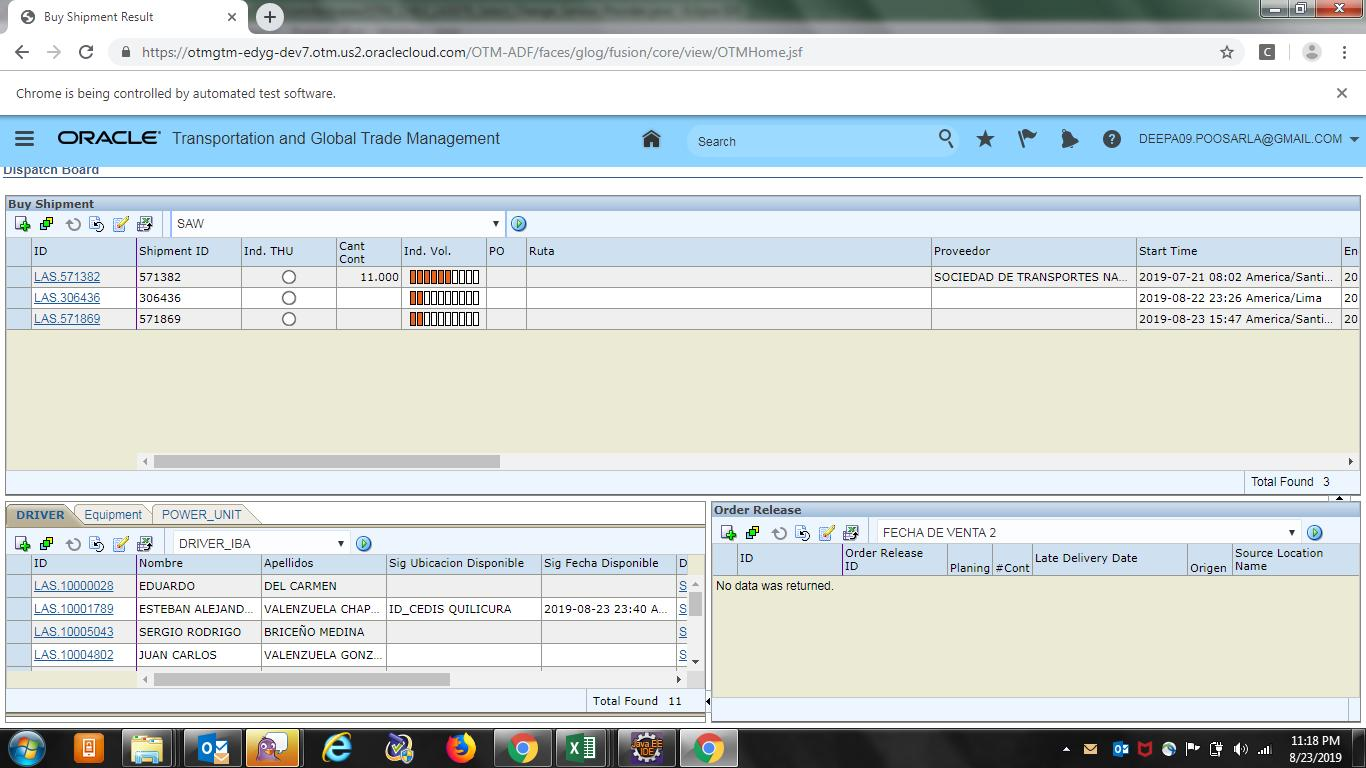 Buy Shipment Result
https://otmgtm-edyg-dev7.otm.us2.oraclecloud.com/OTM-ADF/faces/glog/fusion/core/view/OTMHome.jsf
C
Chrome is being controlled by automated test software.
ORACLE Transportation and Global Trade Management Search ? DEEPA09.POOSARLA@GMAIL.COM
Dispatch Board
Buy Shipment
SAW
ID Shipment ID Ind. THU Cant Cont Ind. Vol. PO Ruta Proveedor Start Time En
LAS.571382 571382 11.000 SOCIEDAD DE TRANSPORTES NA... 2019-07-21 08:02 America/Santi... 20
LAS.306436 306436 2019-08-22 23:26 America/Lima 20
LAS.571869 571869 2019-08-23 15:47 America/Santi... 20
Total Found 3
DRIVER Equipment POWER_UNIT
DRIVER_IBA
ID Nombre Apellidos Sig Ubicacion Disponible Sig Fecha Disponible D
LAS.10000028 EDUARDO DEL CARMEN S
LAS.10001789 ESTEBAN ALEJAND... VALENZUELA CHAP... ID_CEDIS QUILICURA 2019-08-23 23:40 A... S
LAS.10005043 SERGIO RODRIGO BRICEÑO MEDINA S
LAS.10004802 JUAN CARLOS VALENZUELA GONZ... S
Total Found 11
Order Release
FECHA DE VENTA 2
ID Order Release ID Planing #Cont Late Delivery Date Origen Source Location Name
No data was returned.
Java EE
IDE
11:18 PM
8/23/2019